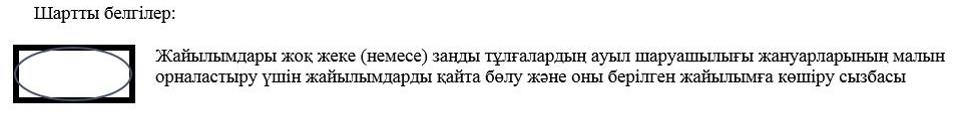 Шартты белгілер:
Жайылымдары жоқ жеке (немесе) заңды тұлғалардың ауыл шаруашылығы жануарларының малын
орналастыру үшін жайылымдарды қайта бөлу және оны берілген жайылымға көшіру сызбасы